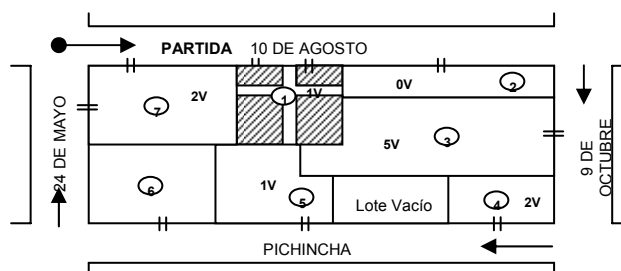 PARTIDA 10 DE AGOSTO
24 DE MAYO
2V
7
1
1V
0V
2
5V
3
9 DE
OCTUBRE
6
1V
5
Lote Vacío
4
2V
PICHINCHA